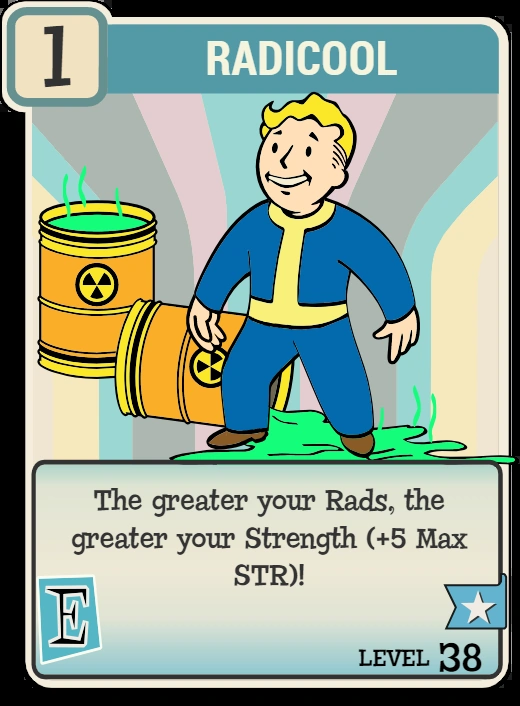 1
RADICOOL
The greater your Rads, the
greater your Strength (+5 Max
STR)!
E
LEVEL 38